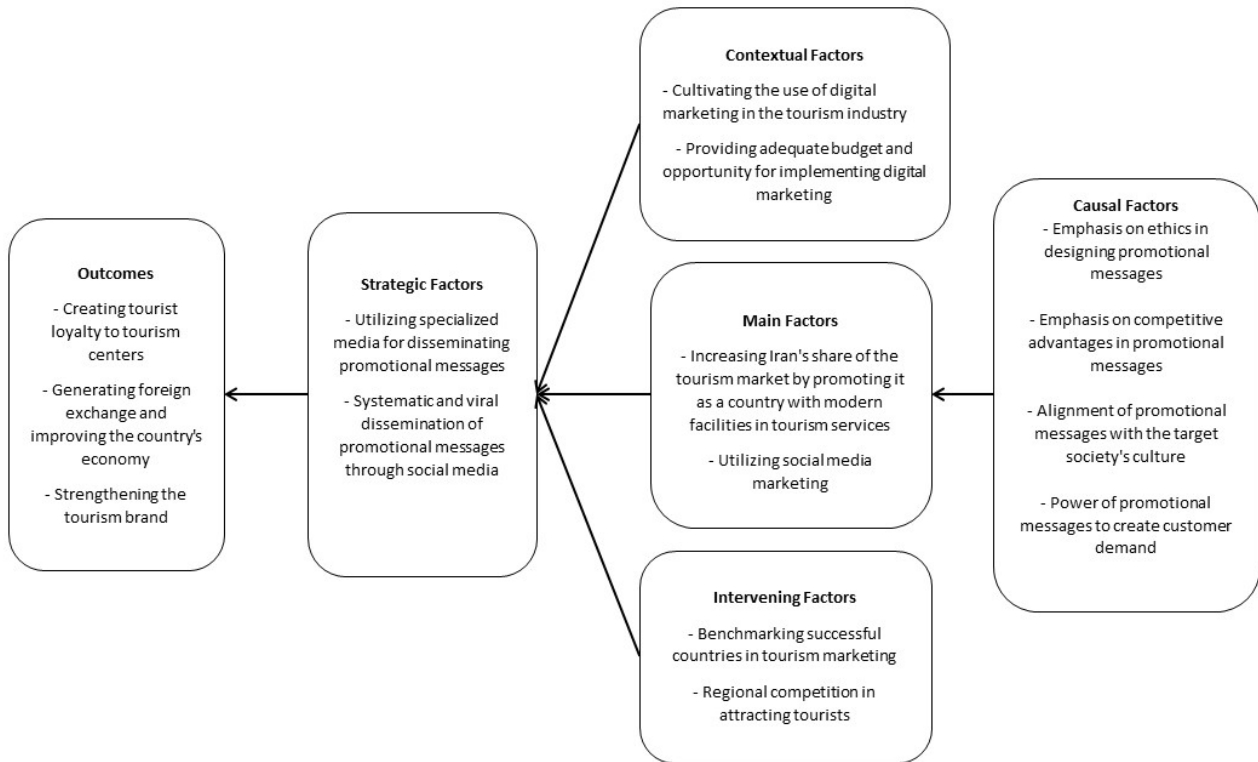 Contextual Factors
- Cultivating the use of digital
marketing in the tourism industry
- Providing adequate budget and
opportunity for implementing digital
marketing
Causal Factors
- Emphasis on ethics in
designing promotional
messages
- Emphasis on competitive
advantages in promotional
messages
- Alignment of promotional
messages with the target
society's culture
- Power of promotional
messages to create customer
demand
Outcomes
- Creating tourist
loyalty to tourism
centers
- Generating foreign
exchange and
improving the country's
economy
- Strengthening the
tourism brand
Strategic Factors
- Utilizing specialized
media for disseminating
promotional messages
- Systematic and viral
dissemination of
promotional messages
through social media
Main Factors
- Increasing Iran's share of the
tourism market by promoting it
as a country with modern
facilities in tourism services
- Utilizing social media
marketing
Intervening Factors
- Benchmarking successful
countries in tourism marketing
- Regional competition in
attracting tourists